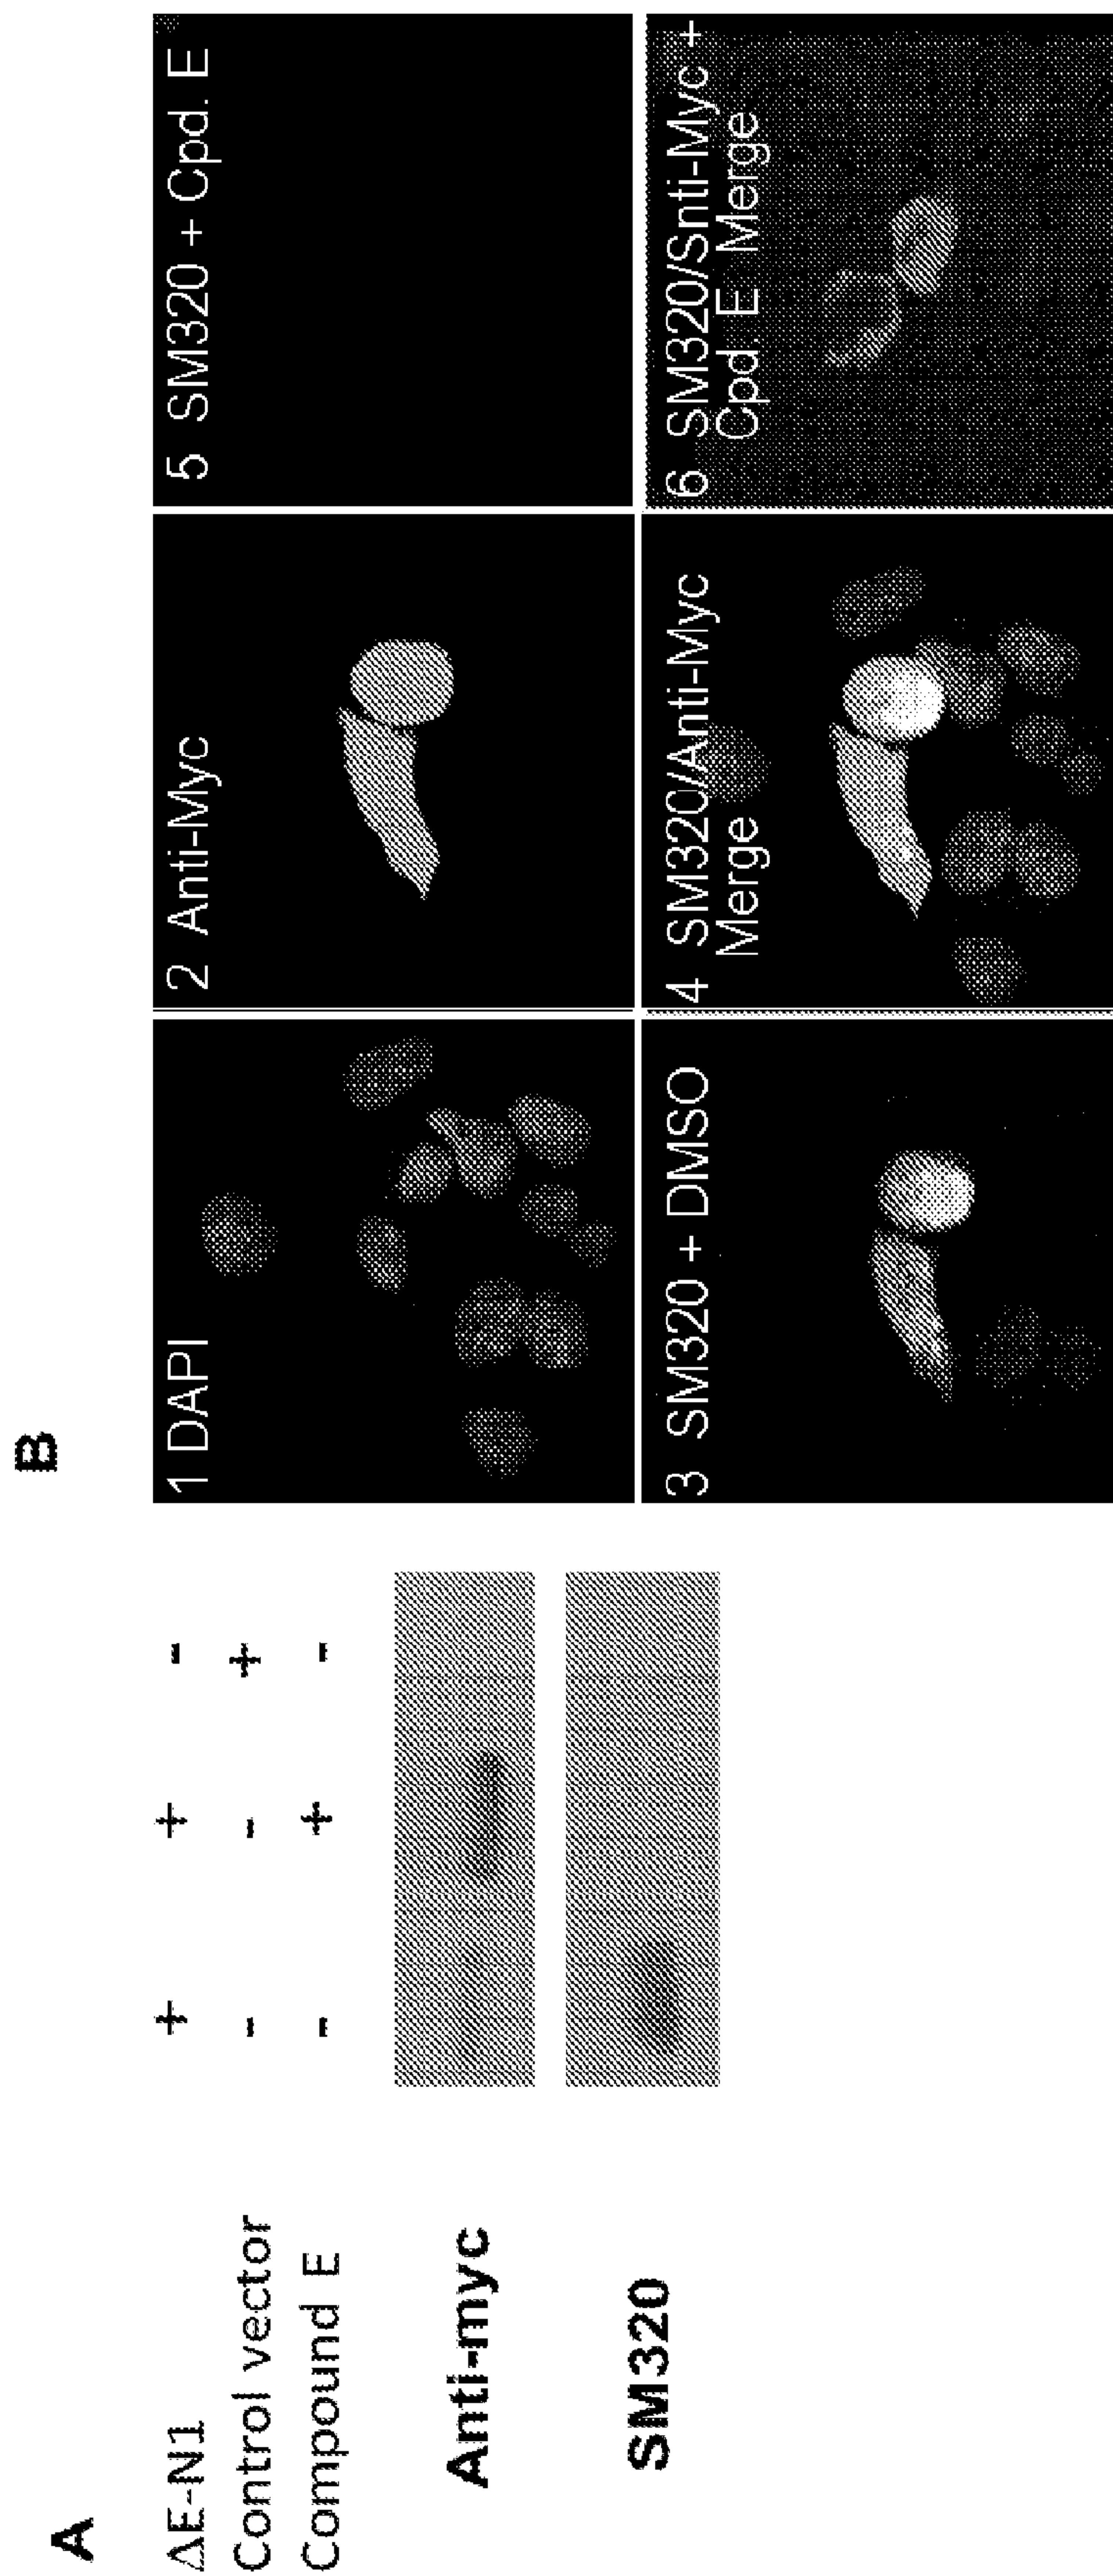 A
ΔE-N1 + + -
Control vector - - +
Compound E - + -
Anti-myc
SM320
B
1 DAPI
2 Anti-Myc
5 SM320 + Cpd. E
3 SM320 + DMSO
4 SM320/Anti-Myc
Merge
6 SM320/Snti-Myc +
Cpd. E Merge